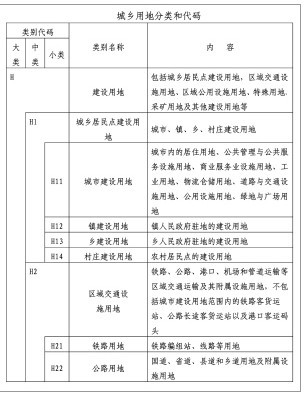 城乡用地分类和代码
类别代码
大类
中类
小类
类别名称
内 容
H
建设用地
包括城乡居民点建设用地，区域交通设
施用地、区域公用设施用地、特殊用地、
采矿用地及其他建设用地等
H1
城乡居民点建设用
地
城市、镇、乡、村庄建设用地
H11
城市建设用地
城市内的居住用地、公共管理与公共服
务设施用地、商业服务业设施用地、工
业用地、物流仓储用地、道路与交通设
施用地、公用设施用地、绿地与广场用
地
H12
镇建设用地
镇人民政府驻地的建设用地
H13
乡建设用地
乡人民政府驻地的建设用地
H14
村庄建设用地
农村居民点的建设用地
H2
区域交通设
施用地
铁路、公路、港口、机场和管道运输等
区域交通运输及其附属设施用地，不包
括城市建设用地范围内的铁路客货运
站、公路长途客货运站以及港口客运码
头
H21
铁路用地
铁路编组站、线路等用地
H22
公路用地
国道、省道、县道和乡道用地及附属设
施用地